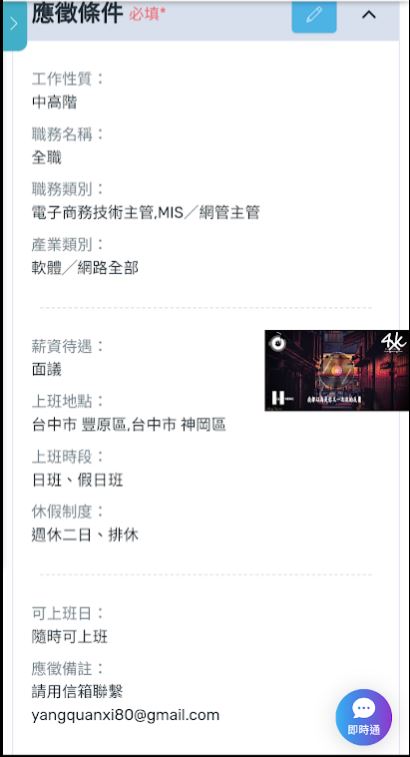 應徵條件 必填*
工作性質：
中高階
職務名稱：
全職
職務類別：
電子商務技術主管,MIS／網管主管
產業類別：
軟體／網路全部
薪資待遇：
面議
4K
H
上班地點：
台中市 豐原區,台中市 神岡區
上班時段：
日班、假日班
休假制度：
週休二日、排休
可上班日：
隨時可上班
應徵備註：
請用信箱聯繫
yangquanxi80@gmail.com
即時通